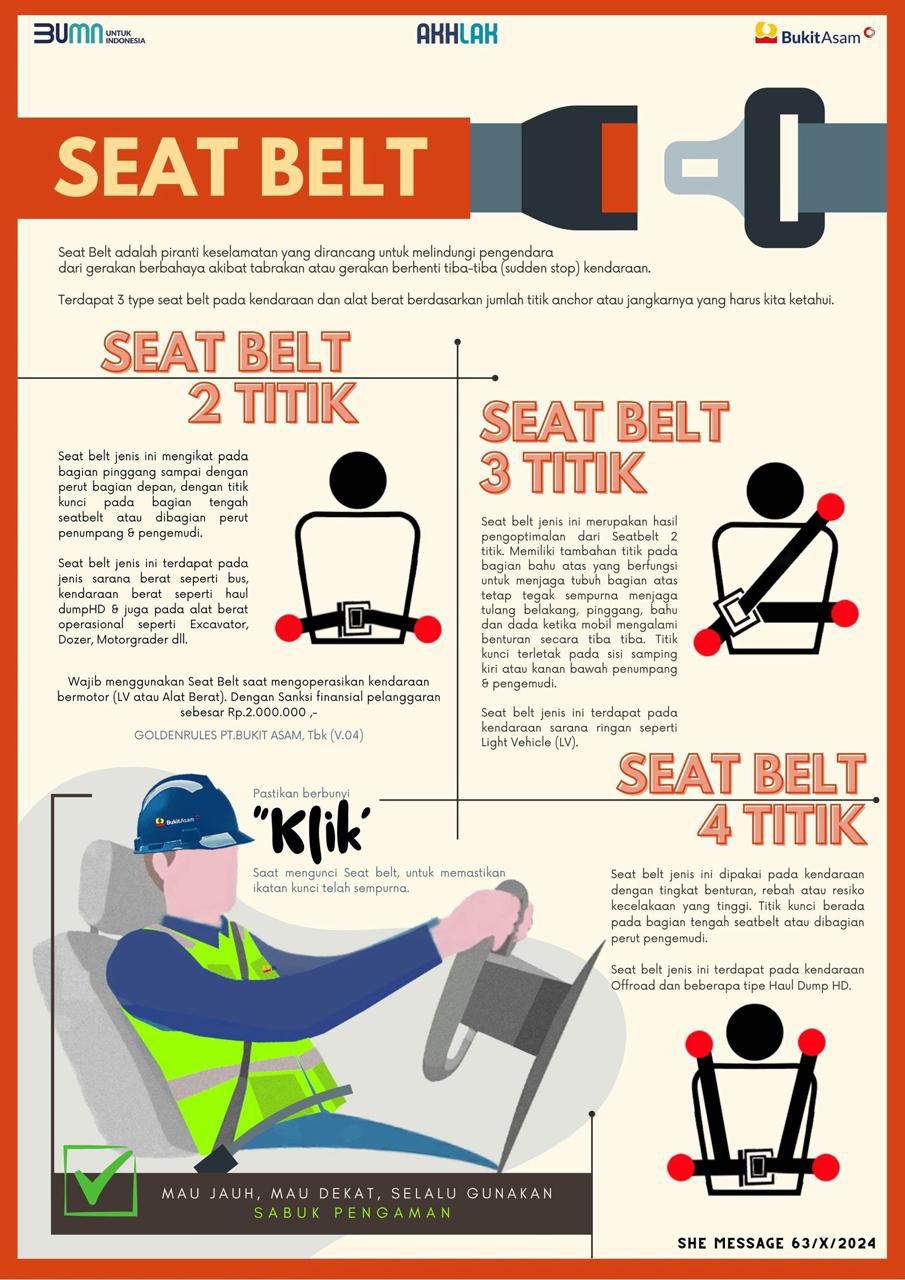 BUMN UNTUK
INDONESIA
AKHLAK
BukitAsam
SEAT BELT
Seat Belt adalah piranti keselamatan yang dirancang untuk melindungi pengendara
dari gerakan berbahaya akibat tabrakan atau gerakan berhenti tiba-tiba (sudden stop) kendaraan.
Terdapat 3 type seat belt pada kendaraan dan alat berat berdasarkan jumlah titik anchor atau jangkarnya yang harus kita ketahui.
SEAT BELT
2 TITIK
Seat belt jenis ini mengikat pada
bagian pinggang sampai dengan
perut bagian depan, dengan titik
kunci pada bagian tengah
seatbelt atau dibagian perut
penumpang & pengemudi.
Seat belt jenis ini terdapat pada
jenis sarana berat seperti bus,
kendaraan berat seperti haul
dumpHD & juga pada alat berat
operasional seperti Excavator,
Dozer, Motorgrader dll.
Wajib menggunakan Seat Belt saat mengoperasikan kendaraan
bermotor (LV atau Alat Berat). Dengan Sanksi finansial pelanggaran
sebesar Rp.2.000.000 ,-
GOLDENRULES PT.BUKIT ASAM, Tbk (V.04)
SEAT BELT
3 TITIK
Seat belt jenis ini merupakan hasil
pengoptimalan dari Seatbelt 2
titik. Memiliki tambahan titik pada
bagian bahu atas yang berfungsi
untuk menjaga tubuh bagian atas
tetap tegak sempurna menjaga
tulang belakang, pinggang, bahu
dan dada ketika mobil mengalami
benturan secara tiba tiba. Titik
kunci terletak pada sisi samping
kiri atau kanan bawah penumpang
& pengemudi.
Seat belt jenis ini terdapat pada
kendaraan sarana ringan seperti
Light Vehicle (LV).
SEAT BELT
4 TITIK
Seat belt jenis ini dipakai pada kendaraan
dengan tingkat benturan, rebah atau resiko
kecelakaan yang tinggi. Titik kunci berada
pada bagian tengah seatbelt atau dibagian
perut pengemudi.
Seat belt jenis ini terdapat pada kendaraan
Offroad dan beberapa tipe Haul Dump HD.
Pastikan berbunyi
"Klik"
Saat mengunci Seat belt, untuk memastikan
ikatan kunci telah sempurna.
BukitAsam
MAU JAUH, MAU DEKAT, SELALU GUNAKAN
SABUK PENGAMAN
SHE MESSAGE 63/X/2024